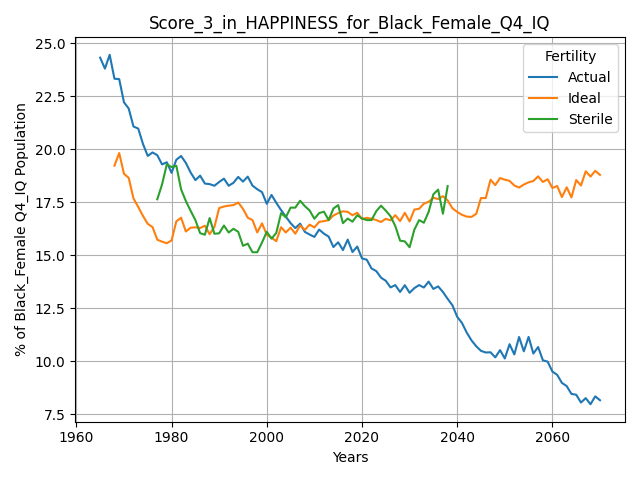 Score_3_in_HAPPINESS_for_Black_Female_Q4_IQ
% of Black_Female Q4_IQ Population
25.0
22.5
20.0
17.5
15.0
12.5
10.0
7.5
Fertility
Actual
Ideal
Sterile
1960
1980
2000
2020
2040
2060
Years